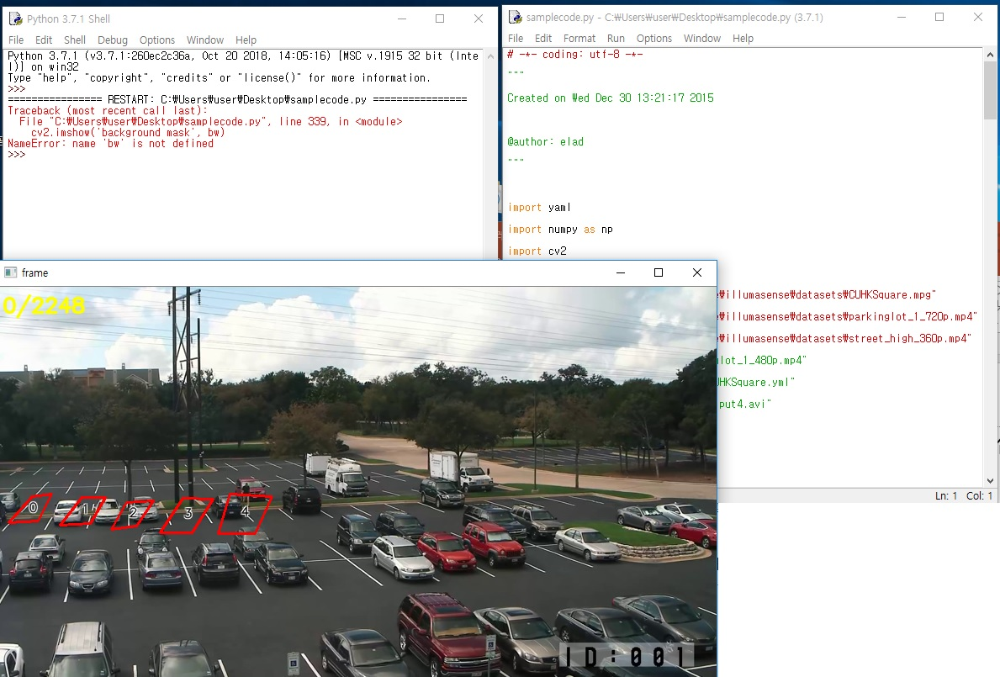 Python 3.7.1 Shell
File Edit Shell Debug Options Window Help
Python 3.7.1 (v3.7.1:260ec2c36a, Oct 20 2018, 14:05:16) [MSC v.1915 32 bit (Inte
l)] on win32
Type "help", "copyright", "credits" or "license()" for more information.
>>>
================ RESTART: C:₩Users₩user₩Desktop₩samplecode.py ================
Traceback (most recent call last):
  File "C:₩Users₩user₩Desktop₩samplecode.py", line 339, in <module>
    cv2.imshow('background mask', bw)
NameError: name 'bw' is not defined
>>>
samplecode.py - C:₩Users₩user₩Desktop₩samplecode.py (3.7.1)
File Edit Format Run Options Window Help
# -*- coding: utf-8 -*-
"""
Created on Wed Dec 30 13:21:17 2015
@author: elad
"""
import yaml
import numpy as np
import cv2
₩illumasense₩datasets₩CUHKSquare.mpg"
₩illumasense₩datasets₩parkinglot_1_720p.mp4"
₩illumasense₩datasets₩street_high_360p.mp4"
lot_1_480p.mp4"
UHKSquare.yml"
put4.avi"
Ln: 1 Col: 1
frame
0/2248
0
1
2
3
4
ID:001